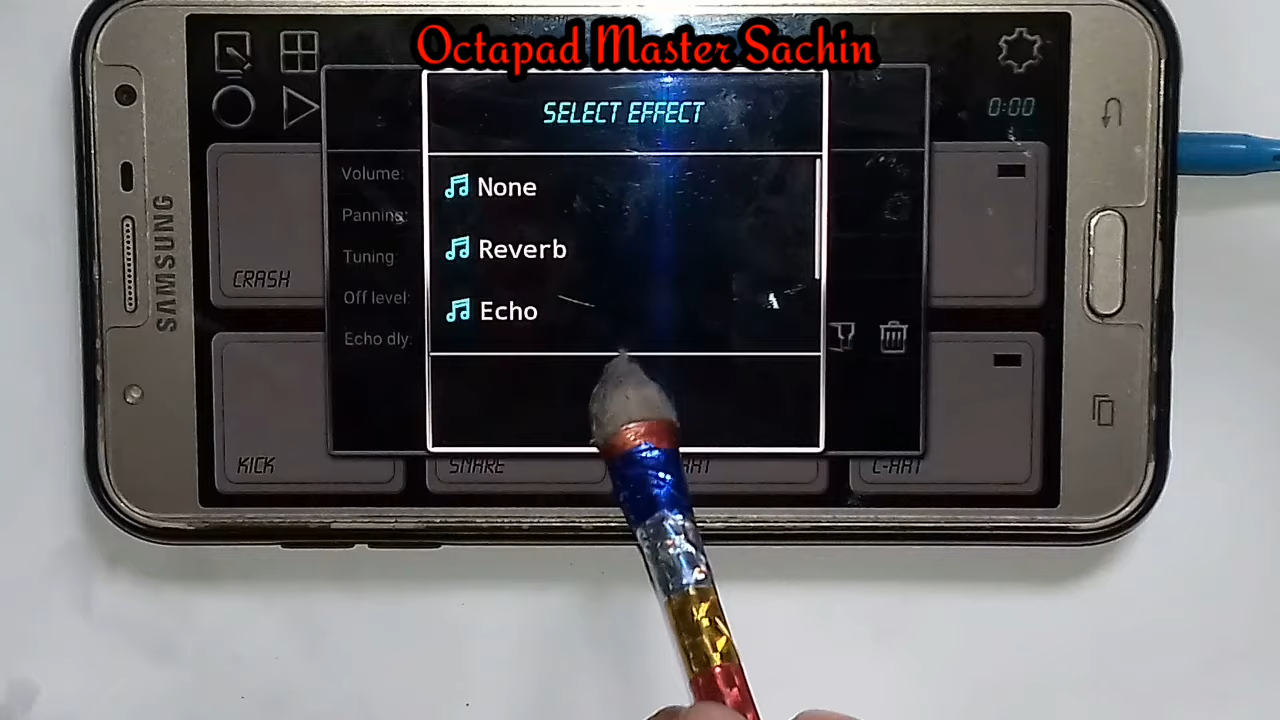 Octapad Master Sachin
0:00
SELECT EFFECT
None
Reverb
Echo
Volume:
Panning:
Tuning
Off level:
Echo dly:
CRASH
KICK
SNARE
C-HAT
SAMSUNG